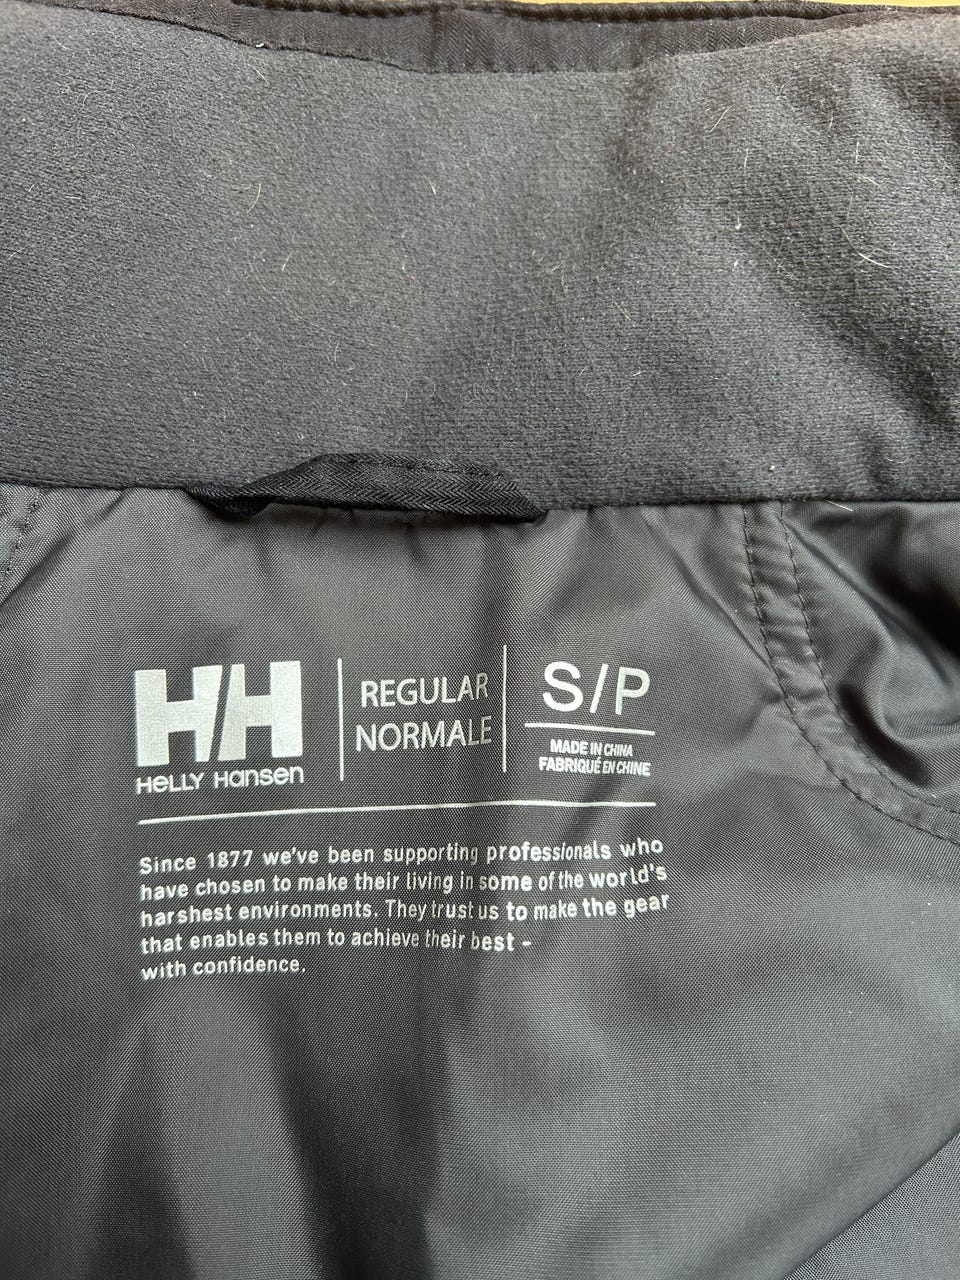 HH
HELLY HANSEN
REGULAR
NORMALE
S/P
MADE IN CHINA
FABRIQUÉ EN CHINE
Since 1877 we've been supporting professionals who
have chosen to make their living in some of the world's
harshest environments. They trust us to make the gear
that enables them to achieve their best -
with confidence.